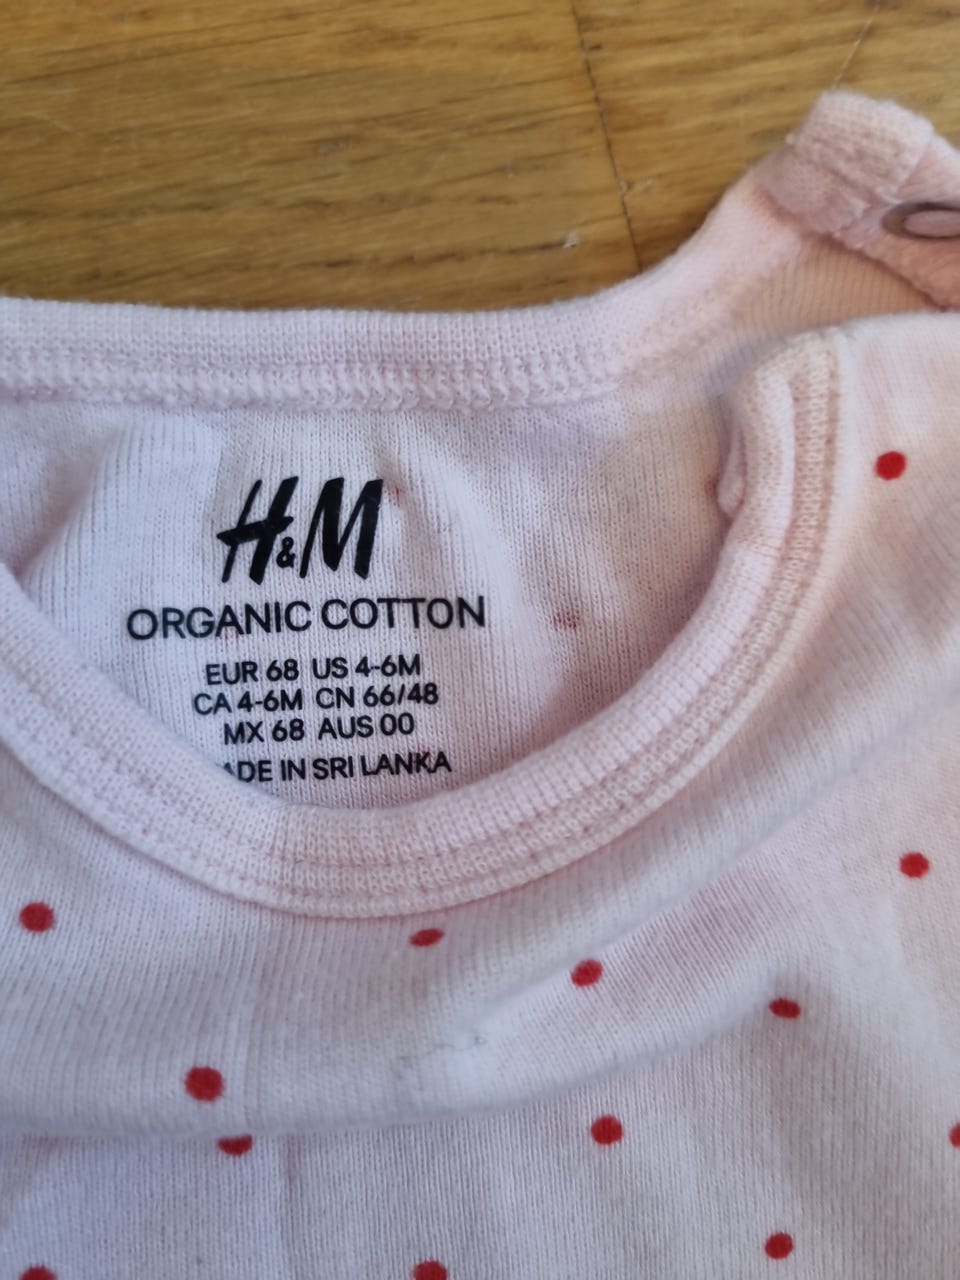 H&M
ORGANIC COTTON
EUR 68 US 4-6M
CA 4-6M CN 66/48
MX 68 AUS 00
ADE IN SRI LANKA